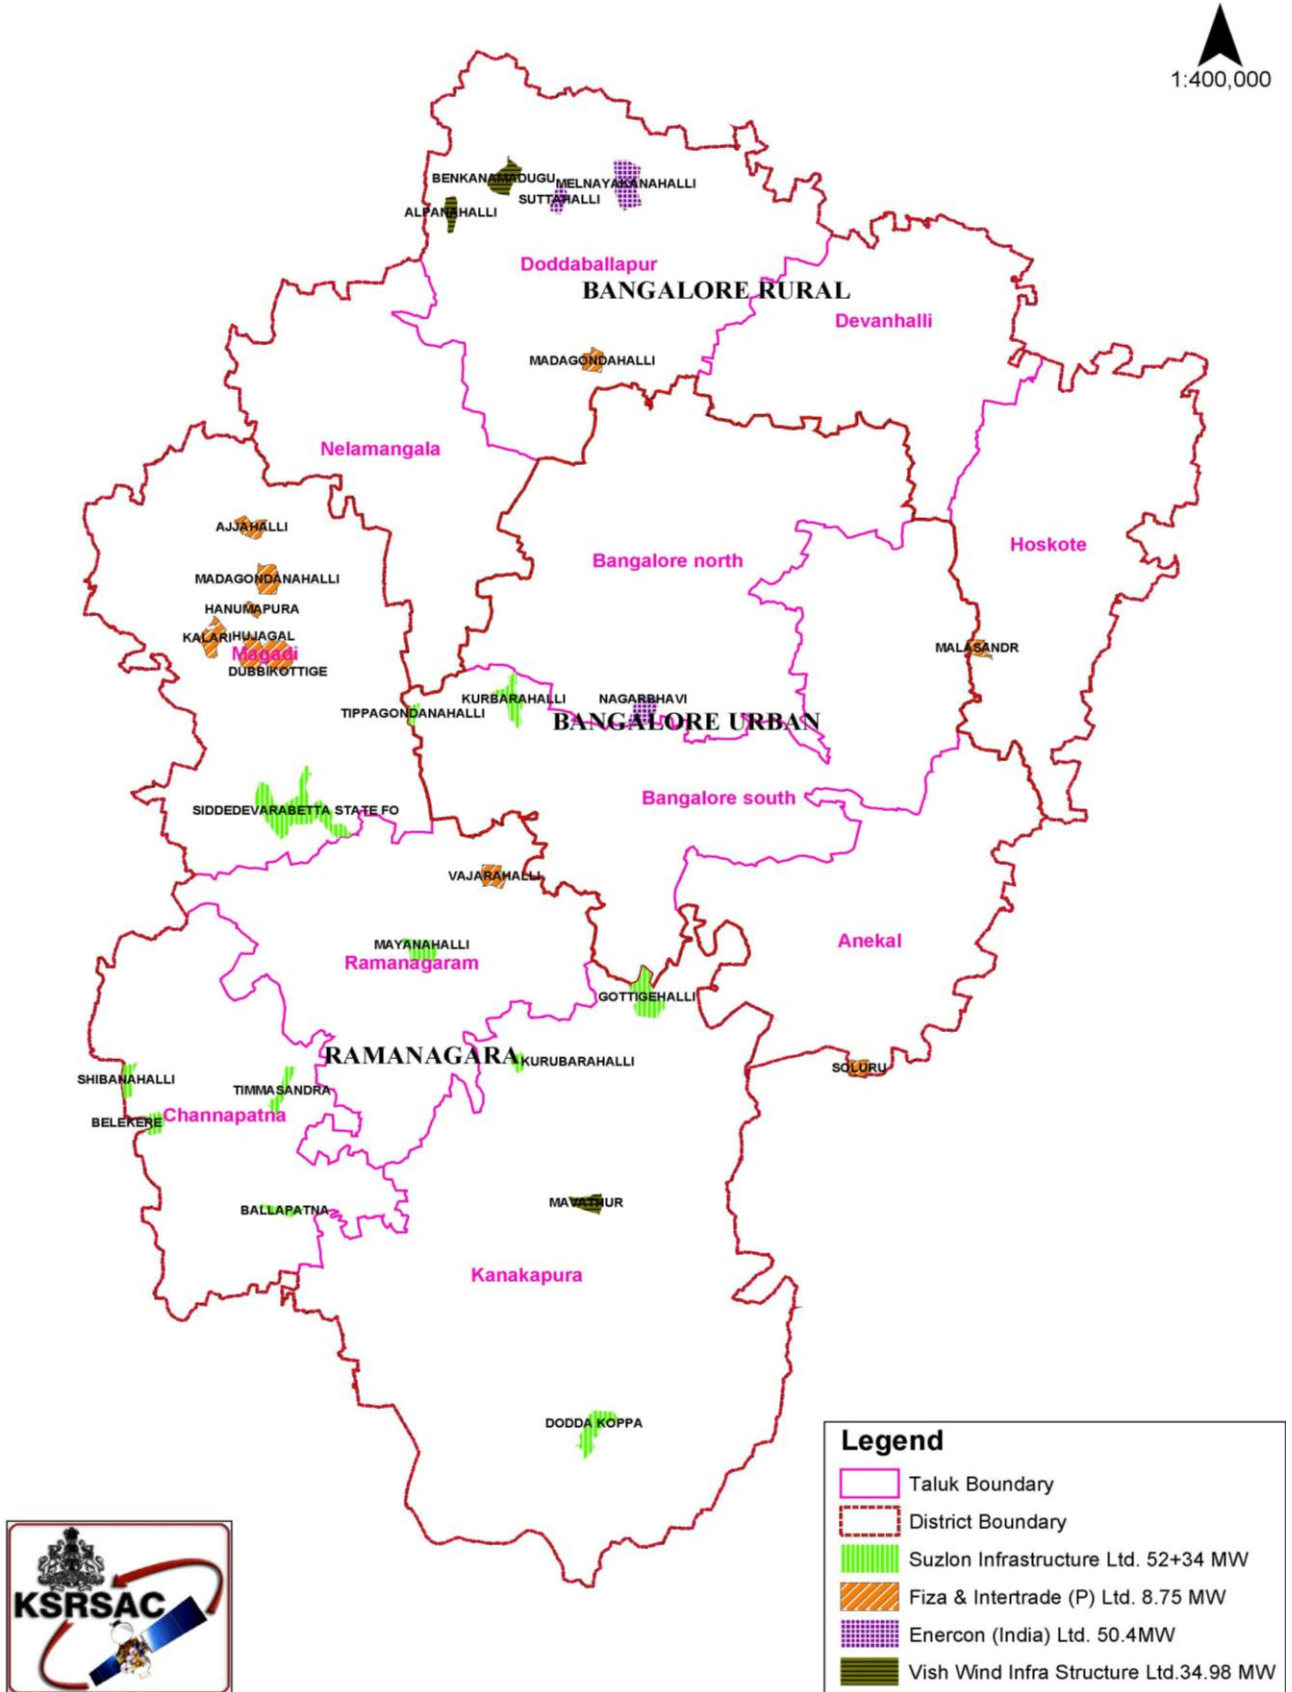 1:400,000
BENKANAMADUGU
MELNAYAKANAHALLI
SUTTAHALLI
ALPANAHALLI
Doddaballapur
BANGALORE RURAL
Devanhalli
MADAGONDAHALLI
Nelamangala
AJJAHALLI
Hoskote
Bangalore north
MADAGONDANAHALLI
HANUMAPURA
KALARI
HUJAGAL
Magadi
MALASANDR
DUBBIKOTTIGE
KURBARAHALLI
NAGARBHAVI
TIPPAGONDANAHALLI
BANGALORE URBAN
Bangalore south
SIDDEDEVARABETTA STATE FO
VAJARAHALLI
Anekal
MAYANAHALLI
Ramanagaram
GOTTIGEHALLI
RAMANAGARA
KURUBARAHALLI
SOLURU
SHIBANAHALLI
TIMMASANDRA
BELEKERE
Channapatna
MAVATHUR
BALLAPATNA
Kanakapura
DODDA KOPPA
Legend
Taluk Boundary
District Boundary
Suzlon Infrastructure Ltd. 52+34 MW
Fiza & Intertrade (P) Ltd. 8.75 MW
Enercon (India) Ltd. 50.4MW
Vish Wind Infra Structure Ltd.34.98 MW
KSRSAC